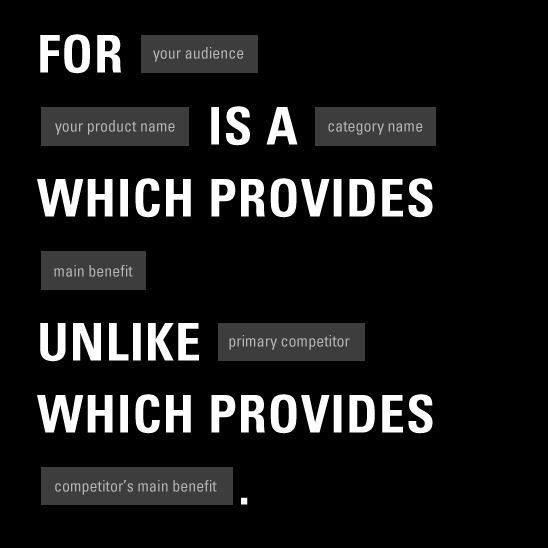 FOR your audience
your product name IS A category name
WHICH PROVIDES
main benefit
UNLIKE primary competitor
WHICH PROVIDES
competitor’s main benefit.